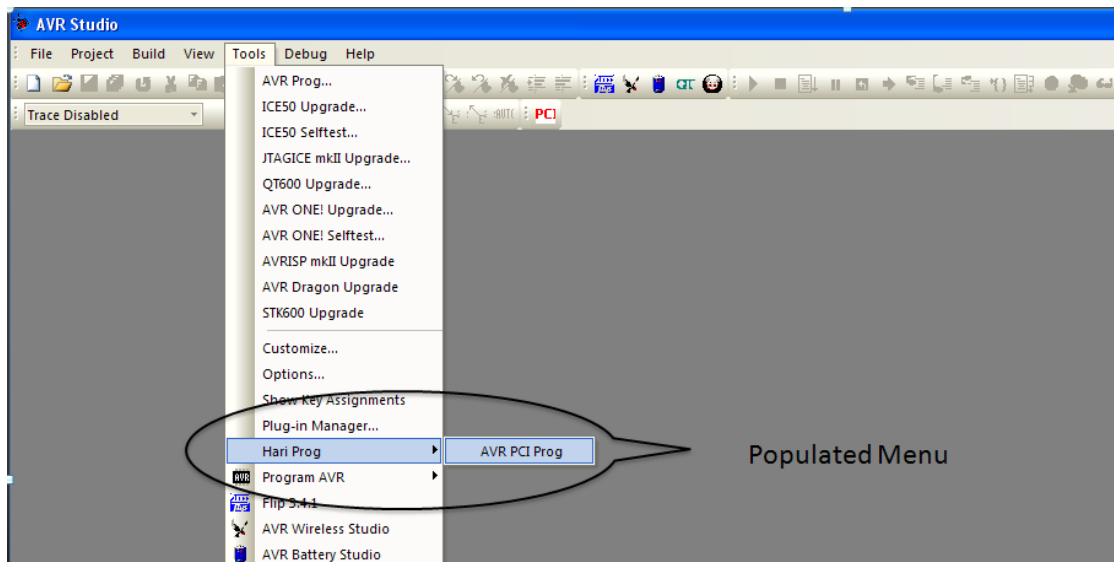 AVR Studio
File Project Build View Tools Debug Help
Trace Disabled
PCI
AVR Prog...
ICE50 Upgrade...
ICE50 Selftest...
JTAGICE mkII Upgrade...
QT600 Upgrade...
AVR ONE! Upgrade...
AVR ONE! Selftest...
AVRISP mkII Upgrade
AVR Dragon Upgrade
STK600 Upgrade
Customize...
Options...
Show Key Assignments
Plug-in Manager...
Hari Prog AVR PCI Prog
Populated Menu
AVR Program AVR
Flip 3.4.1
AVR Wireless Studio
AVR Battery Studio